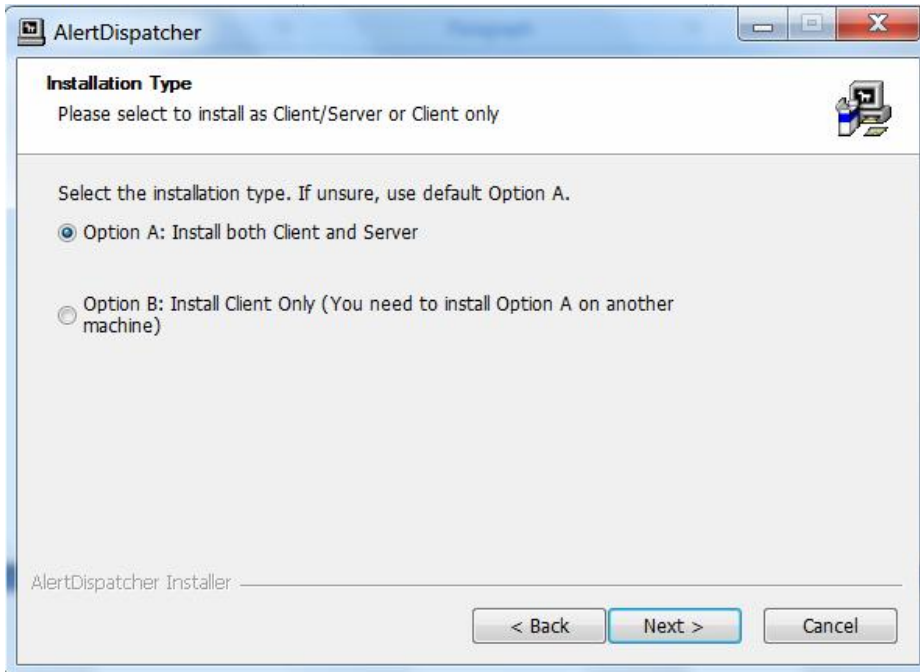 AlertDispatcher
Installation Type
Please select to install as Client/Server or Client only
Select the installation type. If unsure, use default Option A.
Option A: Install both Client and Server
Option B: Install Client Only (You need to install Option A on another
machine)
AlertDispatcher Installer
< Back
Next >
Cancel